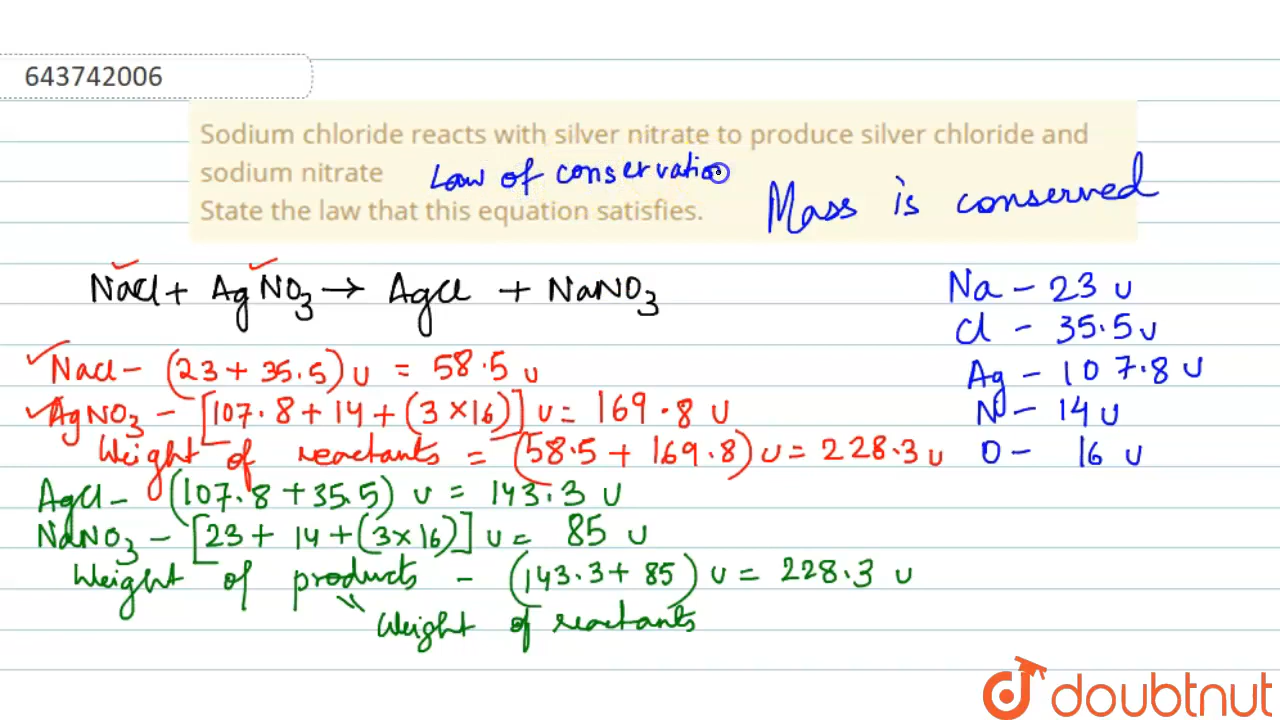 643742006
Sodium chloride reacts with silver nitrate to produce silver chloride and
sodium nitrate
Law of conservatio
State the law that this equation satisfies.
Mass is conserved
NaCl + AgNO3 → AgCl + NaNO3
Na - 23 u
Cl - 35.5 u
Ag - 107.8 u
N - 14 u
O - 16 u
✓NaCl - (23 + 35.5) u = 58.5 u
✓AgNO3 - [107.8 + 14 + (3 × 16)] u = 169.8 u
Weight of reactants = (58.5 + 169.8) u = 228.3 u
AgCl - (107.8 + 35.5) u = 143.3 u
NaNO3 - [23 + 14 + (3 × 16)] u = 85 u
Weight of products - (143.3 + 85) u = 228.3 u
Weight of reactants
doubtnut